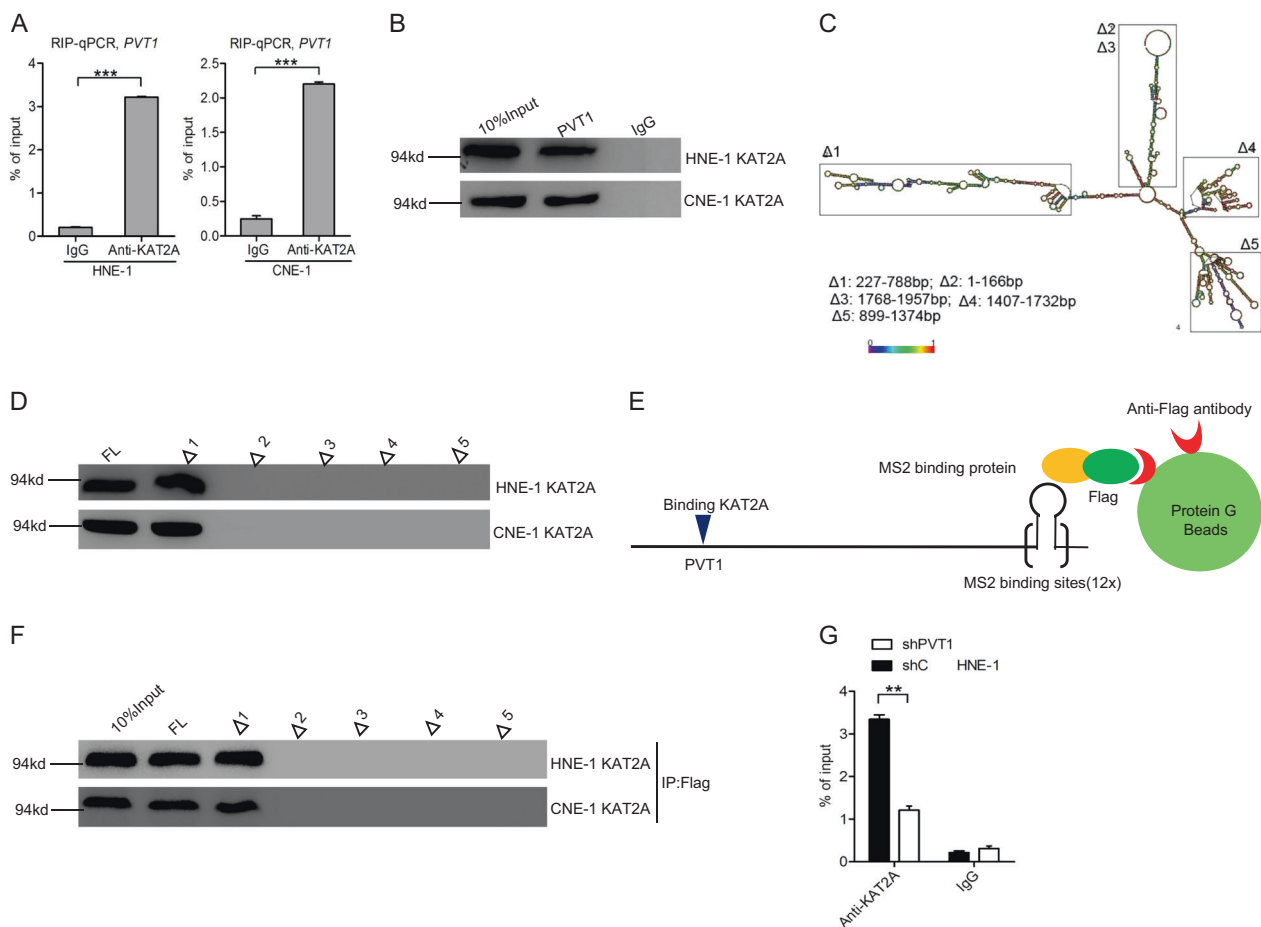 A
RIP-qPCR, PVT1
***
% of input
4
3
2
1
0
IgG
Anti-KAT2A
HNE-1
RIP-qPCR, PVT1
***
% of input
2.5
2.0
1.5
1.0
0.5
0.0
IgG
Anti-KAT2A
CNE-1
B
10%Input
PVT1
IgG
94kd
HNE-1 KAT2A
94kd
CNE-1 KAT2A
C
Δ2
Δ3
Δ1
Δ4
Δ5
Δ1: 227-788bp; Δ2: 1-166bp
Δ3: 1768-1957bp; Δ4: 1407-1732bp
Δ5: 899-1374bp
4
0
1
D
FL
Δ1
Δ2
Δ3
Δ4
Δ5
94kd
HNE-1 KAT2A
94kd
CNE-1 KAT2A
E
Anti-Flag antibody
MS2 binding protein
Flag
Protein G
Beads
Binding KAT2A
PVT1
MS2 binding sites(12x)
F
10%Input
FL
Δ1
Δ2
Δ3
Δ4
Δ5
94kd
HNE-1 KAT2A
94kd
CNE-1 KAT2A
IP:Flag
G
shPVT1
shC
HNE-1
**
% of input
4
3
2
1
0
Anti-KAT2A
IgG